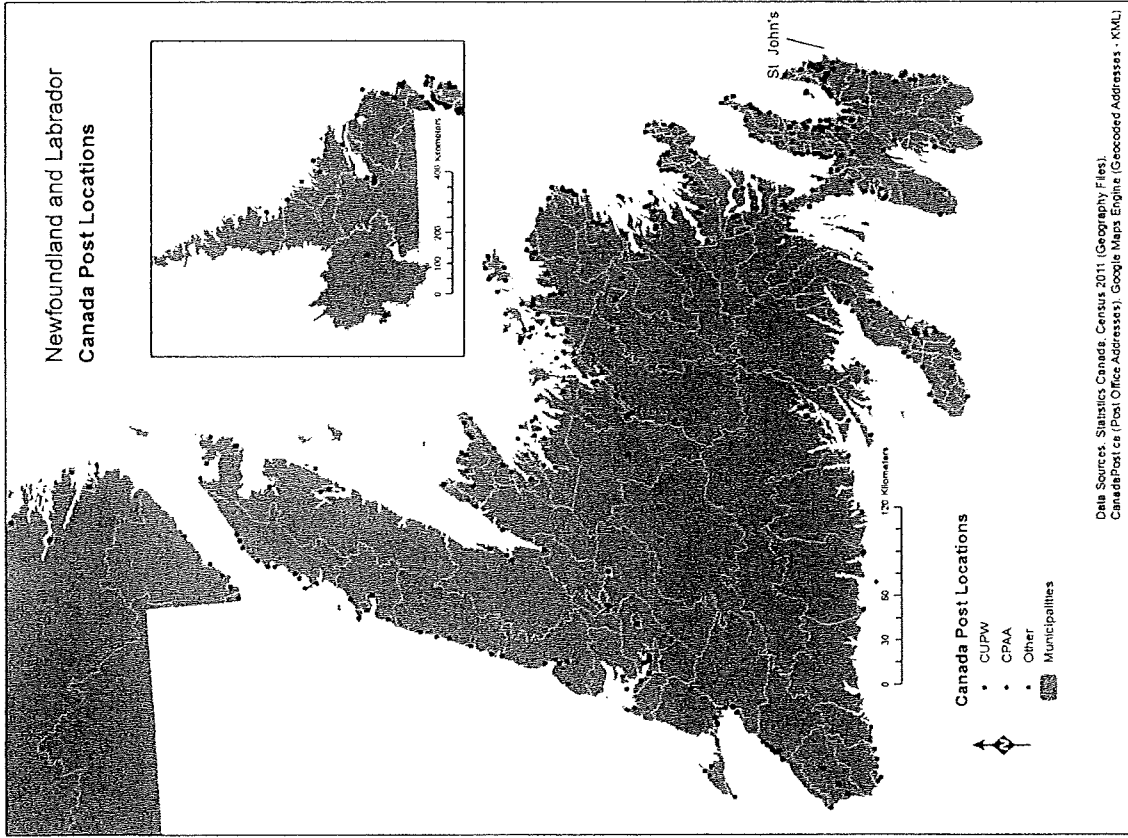 Newfoundland and Labrador
Canada Post Locations
0 100 200 400 Kilometers
St. John's
0 30 60 120 Kilometers
Canada Post Locations
CUPW
CPAA
Other
Municipalities
N
Data Sources. Statistics Canada, Census 2011 (Geography Files).
CanadaPost.ca (Post Office Addresses). Google Maps Engine (Geocoded Addresses - KML)